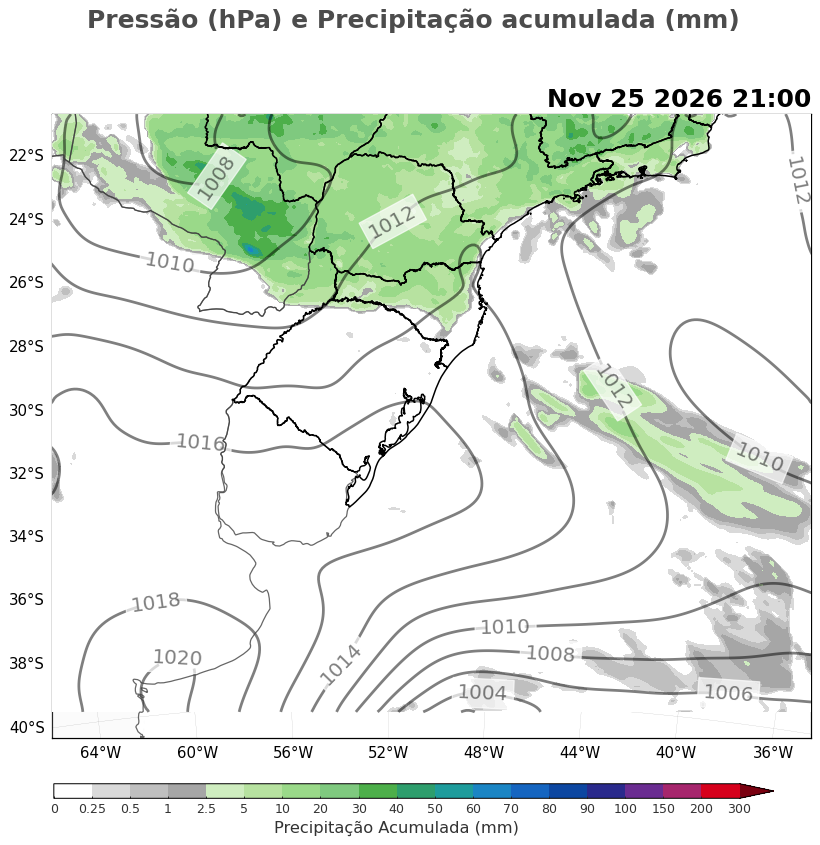 Pressão (hPa) e Precipitação acumulada (mm)
Nov 25 2026 21:00
22°S
24°S
26°S
28°S
30°S
32°S
34°S
36°S
38°S
40°S
1008
1012
1012
1010
1012
1016
1010
1018
1020
1014
1010
1008
1004
1006
64°W 60°W 56°W 52°W 48°W 44°W 40°W 36°W
0 0.25 0.5 1 2.5 5 10 20 30 40 50 60 70 80 90 100 150 200 300
Precipitação Acumulada (mm)